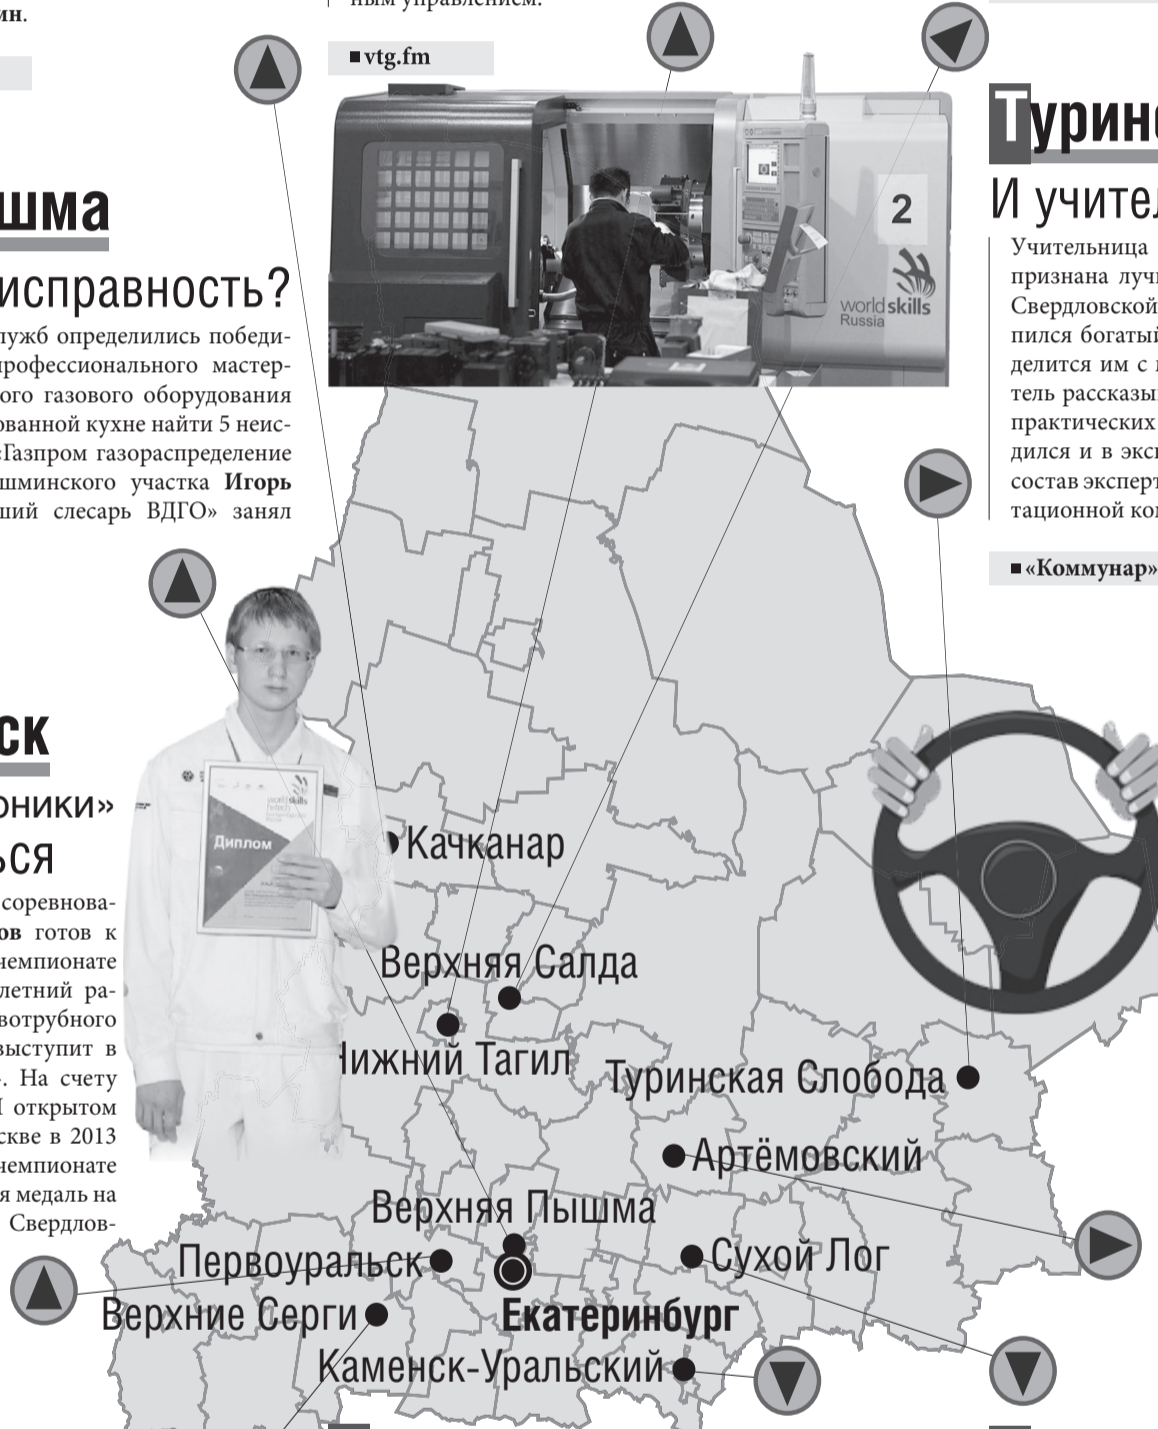 ин.
ным управлением.
■ vtg.fm
шма
исправность?
лужб определились победи-
профессионального мастер-
ого газового оборудования
ованной кухне найти 5 неис-
«Газпром газораспределение
шминского участка Игорь
ший слесарь ВДГО» занял
2
worldskills
Russia
Турин
И учител
Учительница
признана луч
Свердловской
пился богатый
делится им с
тель рассказы
практических
дился и в эксп
состав эксперт
тационной ком
■ «Коммунар»
ск
оники»
ься
соревнова-
ов готов к
чемпионате
летний ра-
вотрубного
выступит в
. На счету
I открытом
скве в 2013
чемпионате
я медаль на
Свердлов-
worldskills
Диплом
Качканар
Верхняя Салда
Нижний Тагил
Туринская Слобода
Артёмовский
Верхняя Пышма
Первоуральск
Сухой Лог
Верхние Серги
Екатеринбург
Каменск-Уральский